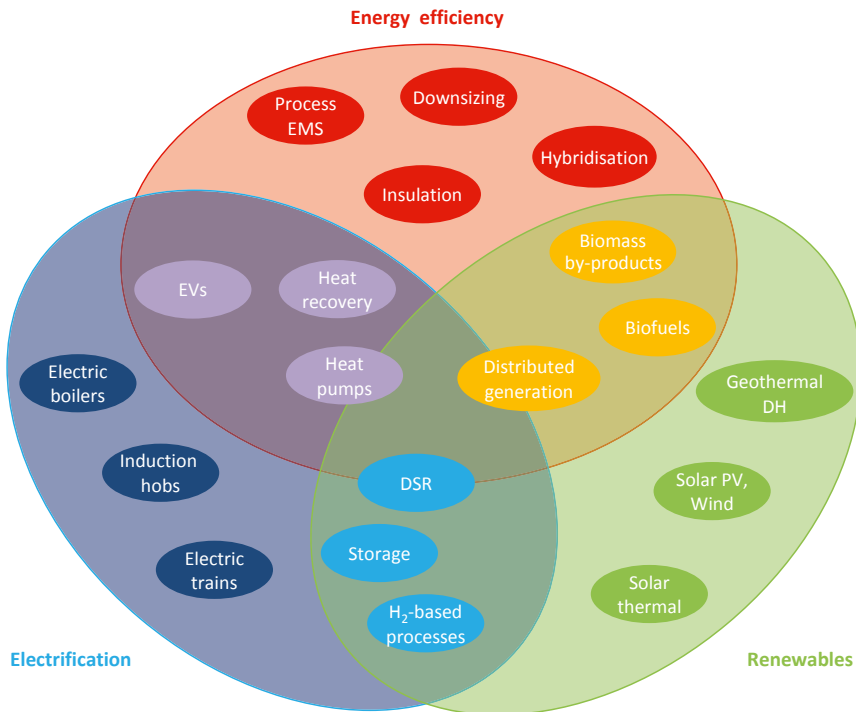 Energy efficiency
Process
EMS
Downsizing
Hybridisation
Insulation
Biomass
by-products
EVs
Heat
recovery
Biofuels
Heat
pumps
Distributed
generation
Electric
boilers
Geothermal
DH
Induction
hobs
DSR
Solar PV,
Wind
Electric
trains
Storage
Solar
thermal
H₂-based
processes
Electrification
Renewables